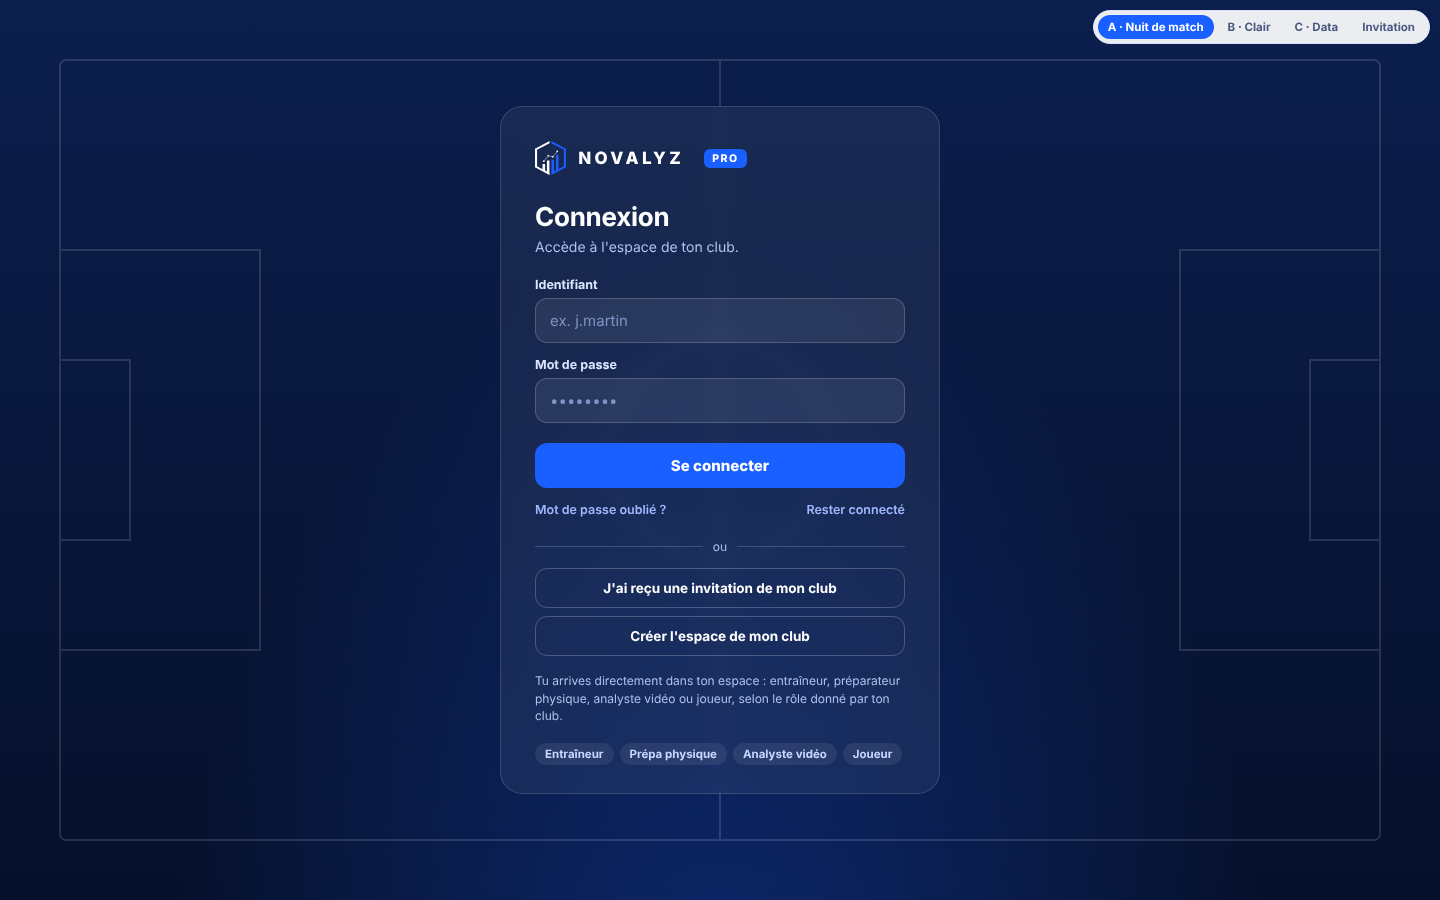 A · Nuit de match B · Clair C · Data Invitation
NOVALYZ PRO
Connexion
Accède à l'espace de ton club.
Identifiant
ex. j.martin
Mot de passe
••••••••
Se connecter
Mot de passe oublié ? Rester connecté
ou
J'ai reçu une invitation de mon club
Créer l'espace de mon club
Tu arrives directement dans ton espace : entraîneur, préparateur
physique, analyste vidéo ou joueur, selon le rôle donné par ton
club.
Entraîneur Prépa physique Analyste vidéo Joueur